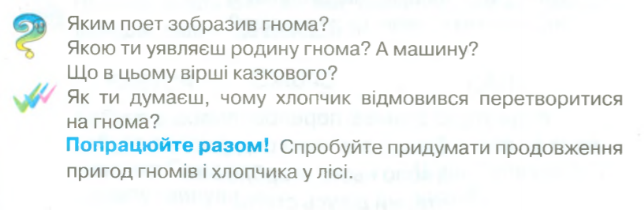 Яким поет зобразив гнома?
Якою ти уявляєш родину гнома? А машину?
Що в цьому вірші казкового?
Як ти думаєш, чому хлопчик відмовився перетворитися
на гнома?
Попрацюйте разом! Спробуйте придумати продовження
пригод гномів і хлопчика у лісі.